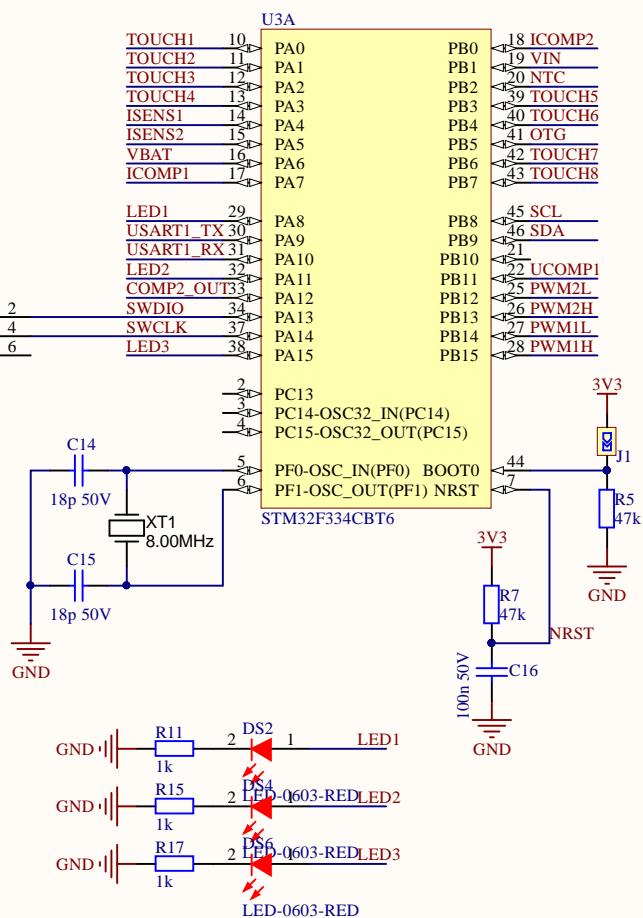 U3A
TOUCH1 10 PA0 PB0 18 ICOMP2
TOUCH2 11 PA1 PB1 19 VIN
TOUCH3 12 PA2 PB2 20 NTC
TOUCH4 13 PA3 PB3 39 TOUCH5
ISENS1 14 PA4 PB4 40 TOUCH6
ISENS2 15 PA5 PB5 41 OTG
VBAT 16 PA6 PB6 42 TOUCH7
ICOMP1 17 PA7 PB7 43 TOUCH8
LED1 29 PA8 PB8 45 SCL
USART1_TX 30 PA9 PB9 46 SDA
USART1_RX 31 PA10 PB10 21
LED2 32 PA11 PB11 22 UCOMP1
COMP2_OUT 33 PA12 PB12 25 PWM2L
2 SWDIO 34 PA13 PB13 26 PWM2H
4 SWCLK 37 PA14 PB14 27 PWM1L
6 LED3 38 PA15 PB15 28 PWM1H
2 PC13
3 PC14-OSC32_IN(PC14)
4 PC15-OSC32_OUT(PC15)
3V3
J1
5 PF0-OSC_IN(PF0) BOOT0 44
6 PF1-OSC_OUT(PF1) NRST 7
STM32F334CBT6
C14
18p 50V
XT1
8.00MHz
C15
18p 50V
GND
R5
47k
GND
3V3
R7
47k
NRST
C16
100n 50V
GND
GND R11 1k 2 DS2 1 LED1
LED-0603-RED
GND R15 1k 2 DS4 1 LED2
LED-0603-RED
GND R17 1k 2 DS6 1 LED3
LED-0603-RED